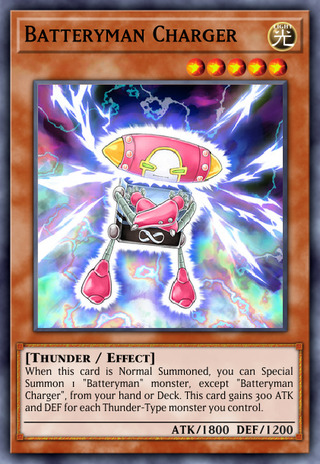 Batteryman Charger
LIGHT
光
[Thunder / Effect]
When this card is Normal Summoned, you can Special
Summon 1 "Batteryman" monster, except "Batteryman
Charger", from your hand or Deck. This card gains 300 ATK
and DEF for each Thunder-Type monster you control.
ATK/1800 DEF/1200